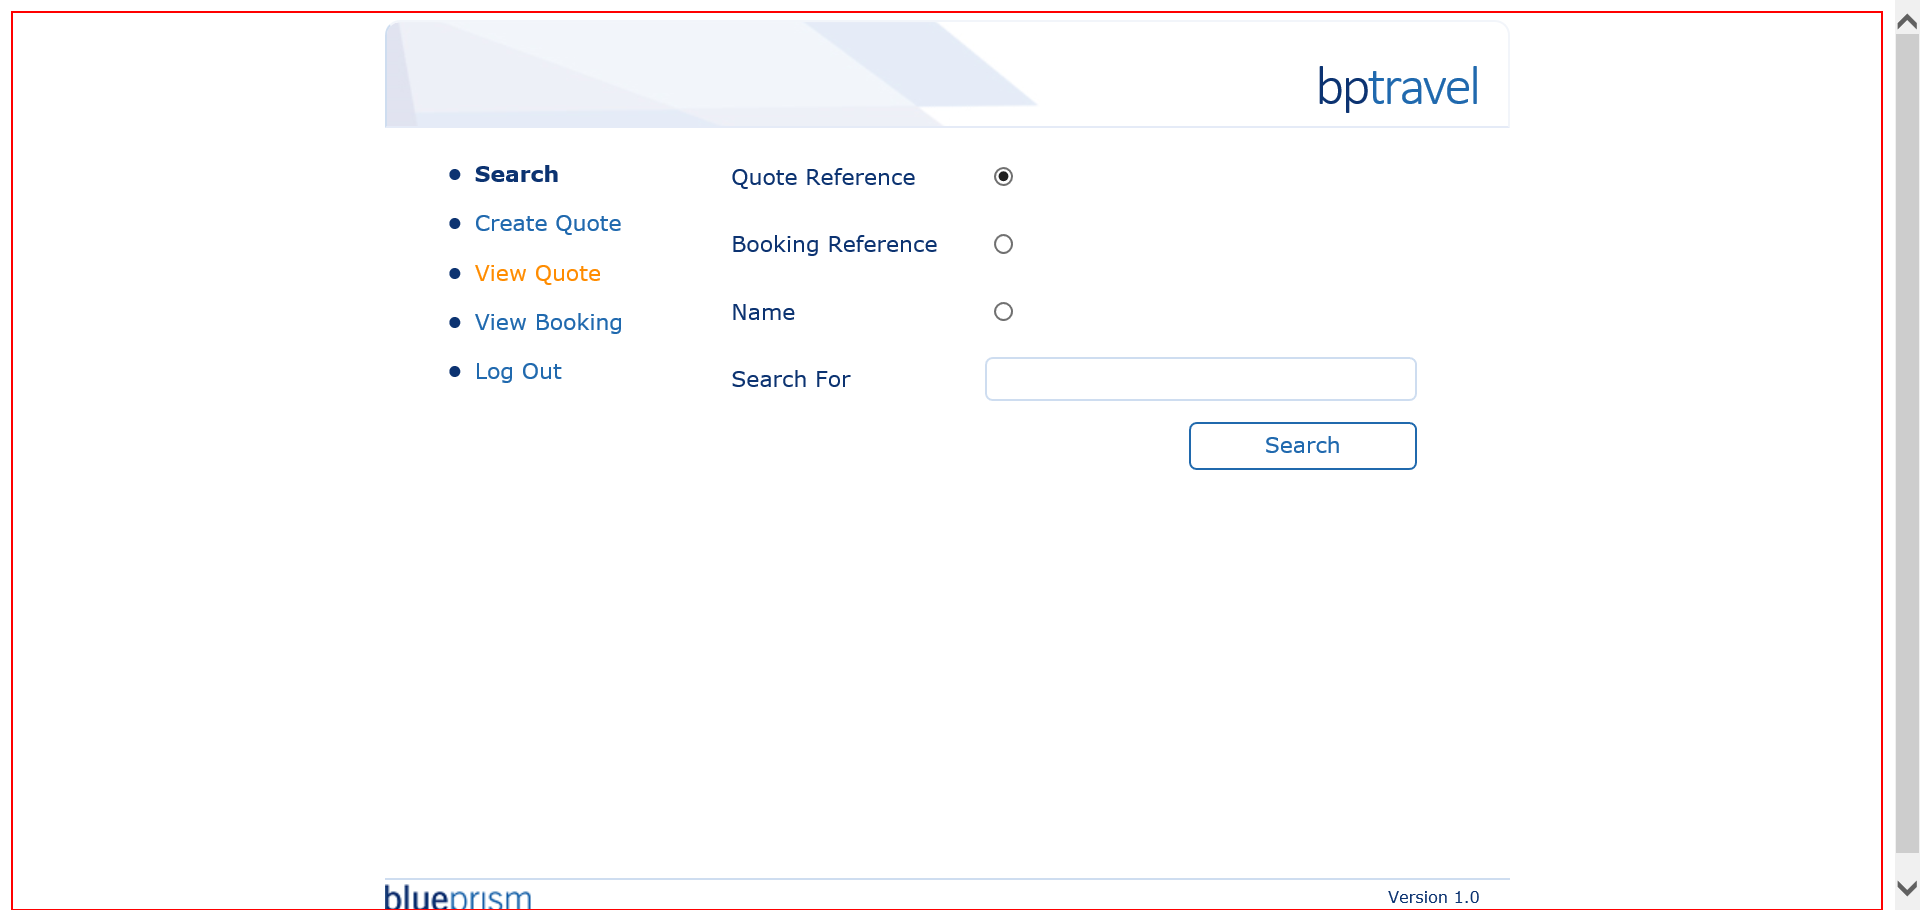 bptravel
Search
Create Quote
View Quote
View Booking
Log Out
Quote Reference
Booking Reference
Name
Search For
Search
blueprism
Version 1.0